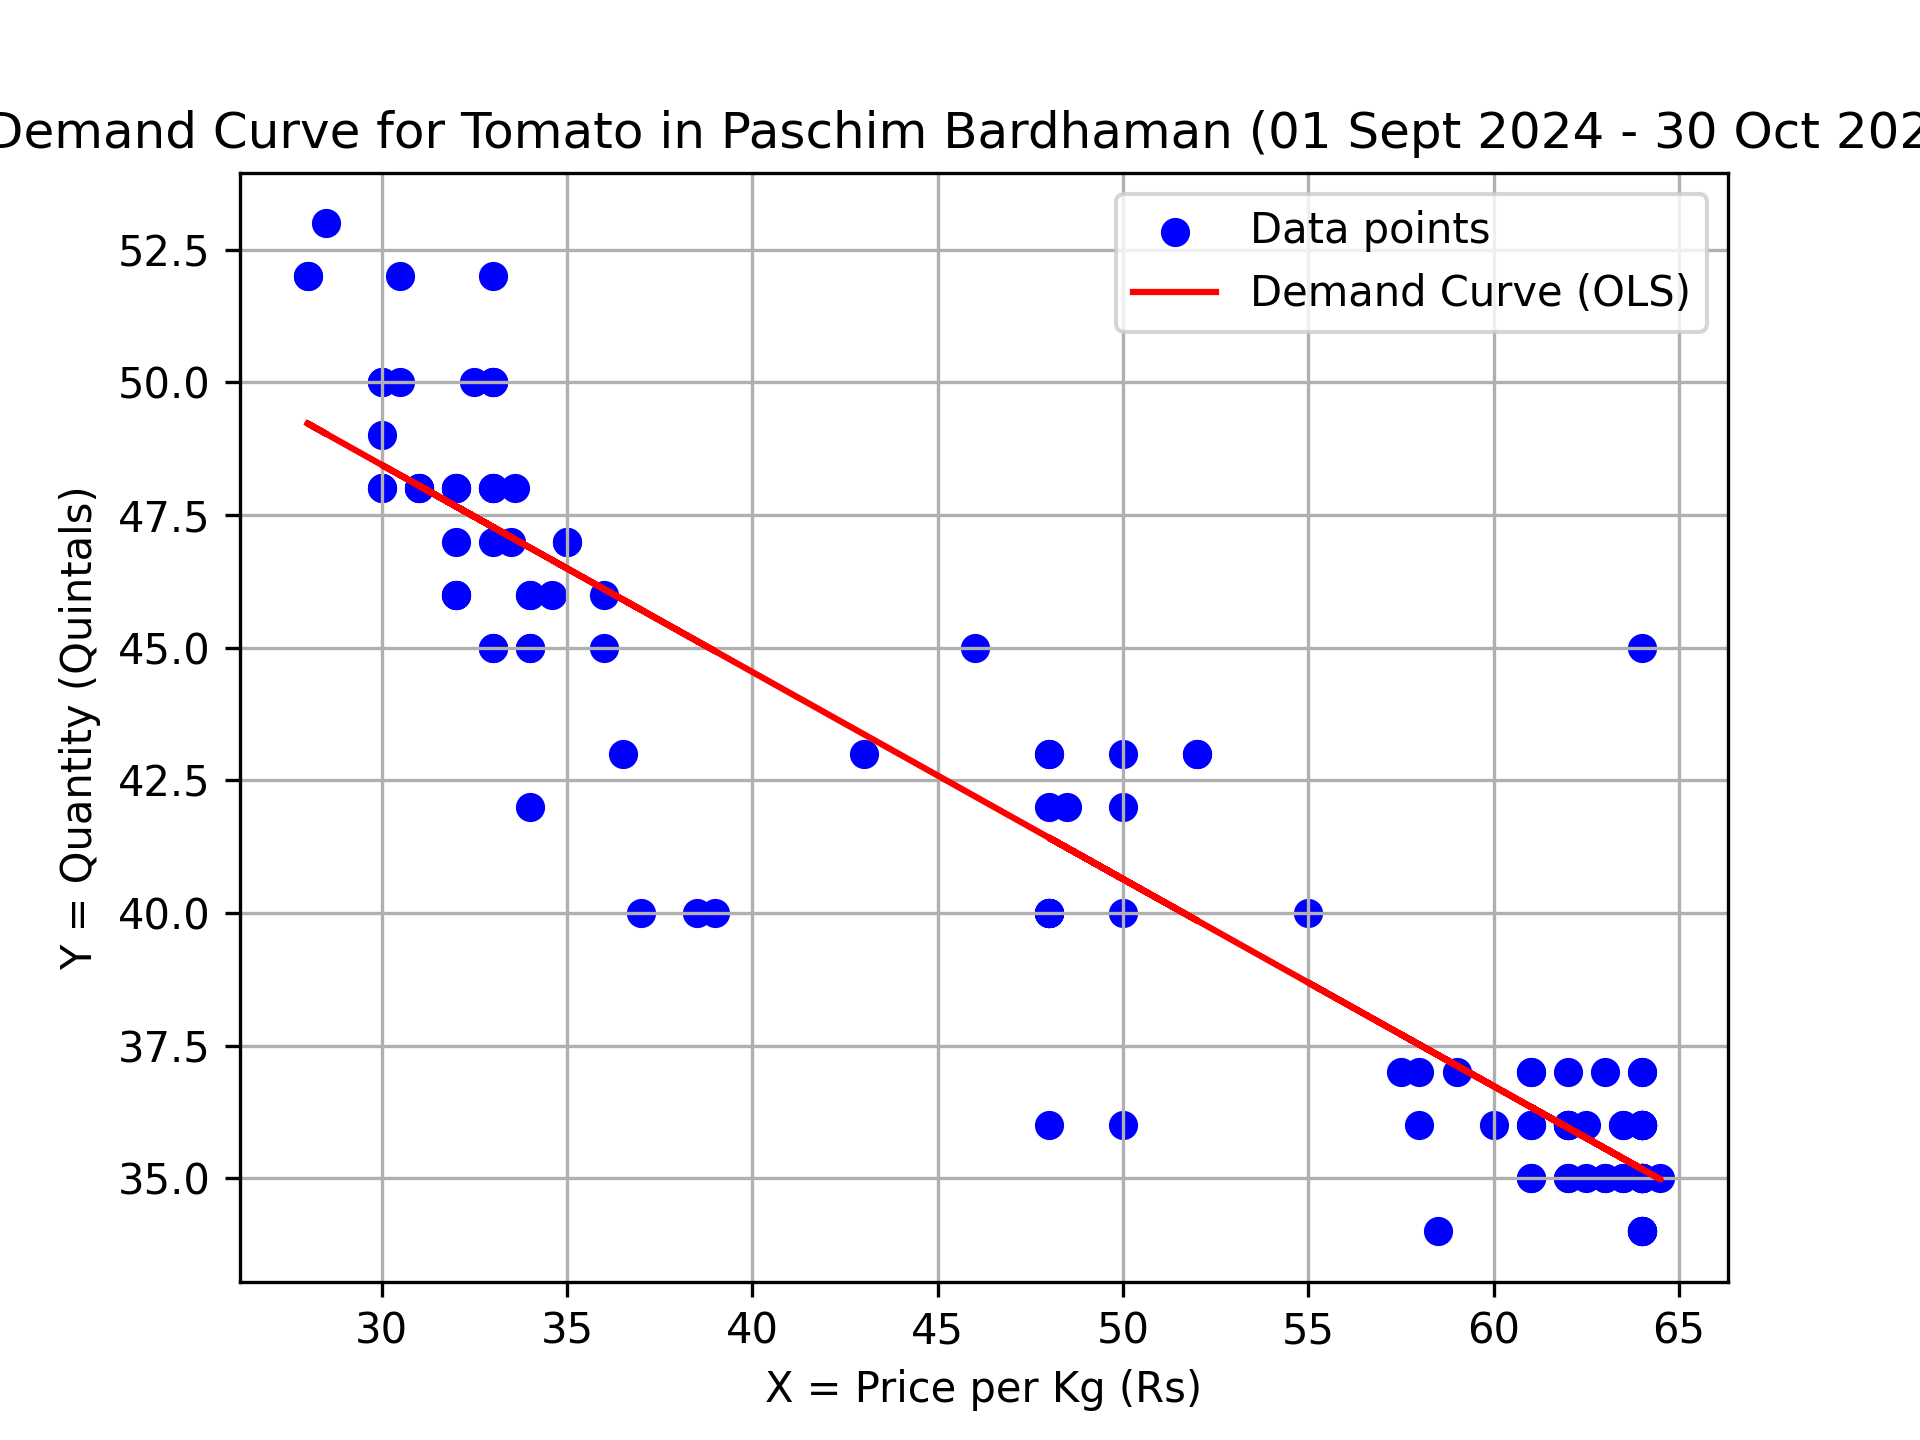 Demand Curve for Tomato in Paschim Bardhaman (01 Sept 2024 - 30 Oct 202
Data points
Demand Curve (OLS)
52.5
50.0
47.5
45.0
42.5
40.0
37.5
35.0
Y = Quantity (Quintals)
30 35 40 45 50 55 60 65
X = Price per Kg (Rs)